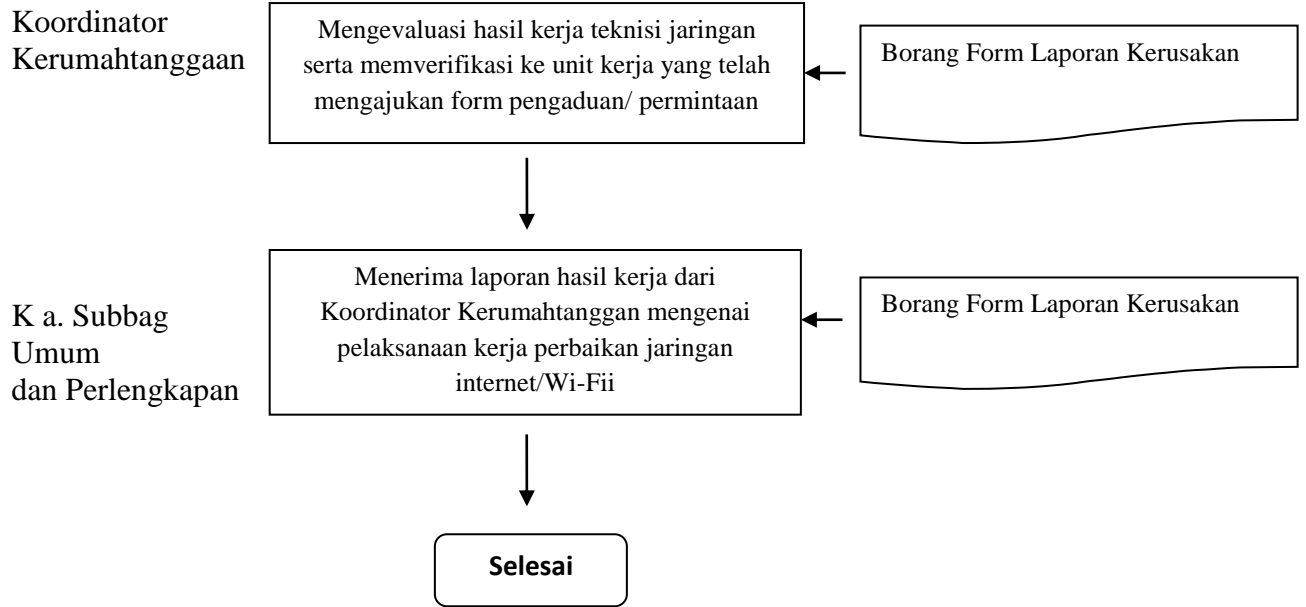 Koordinator
Kerumahtanggaan
Mengevaluasi hasil kerja teknisi jaringan
serta memverifikasi ke unit kerja yang telah
mengajukan form pengaduan/ permintaan
Borang Form Laporan Kerusakan
K a. Subbag
Umum
dan Perlengkapan
Menerima laporan hasil kerja dari
Koordinator Kerumahtanggan mengenai
pelaksanaan kerja perbaikan jaringan
internet/Wi-Fii
Borang Form Laporan Kerusakan
Selesai